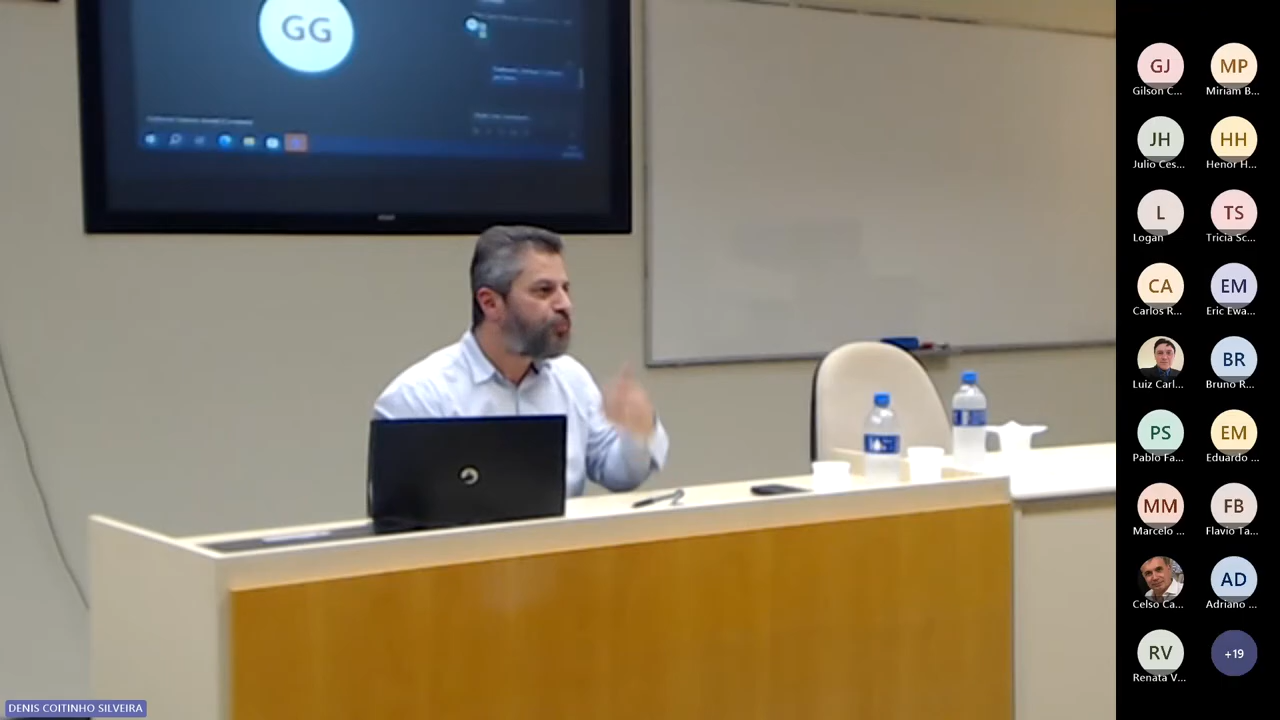 GG
GJ
MP
Gilson C...
Miriam B...
JH
HH
Julio Ces...
Henor H...
L
TS
Logan
Tricia Sc...
CA
EM
Carlos R...
Eric Ewa...
BR
Luiz Carl...
Bruno R...
PS
EM
Pablo Fa...
Eduardo ...
MM
FB
Marcelo ...
Flavio Ta...
AD
Celso Ca...
Adriano ...
RV
+19
Renata V...
DENIS COITINHO SILVEIRA